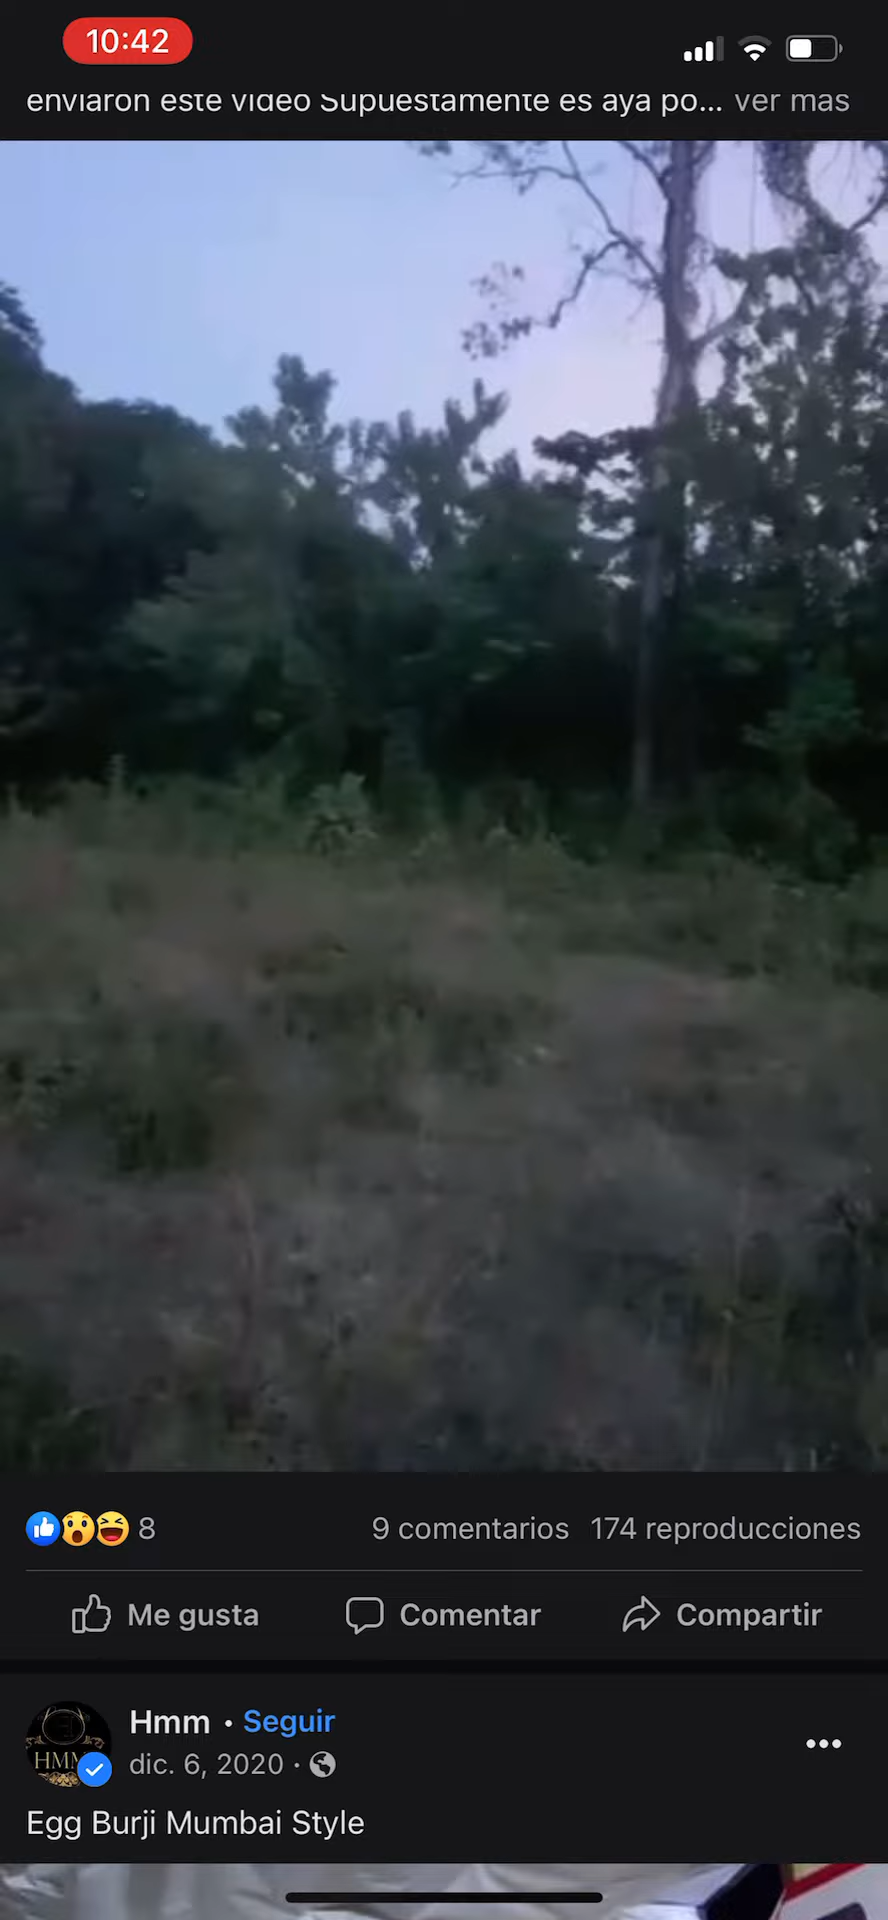 10:42
enviaron este video Supuestamente es aya po... ver mas
8
9 comentarios 174 reproducciones
Me gusta Comentar Compartir
Hmm · Seguir
HMM
dic. 6, 2020 ·
Egg Burji Mumbai Style